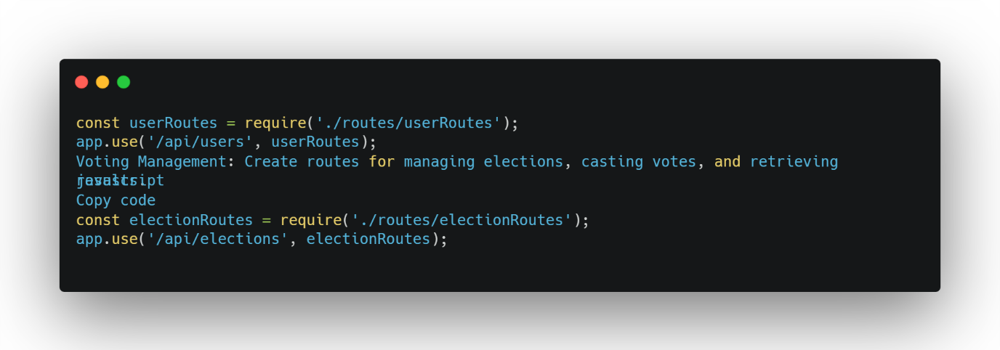 const userRoutes = require('./routes/userRoutes');
app.use('/api/users', userRoutes);
Voting Management: Create routes for managing elections, casting votes, and retrieving
results.
javascript
Copy code
const electionRoutes = require('./routes/electionRoutes');
app.use('/api/elections', electionRoutes);